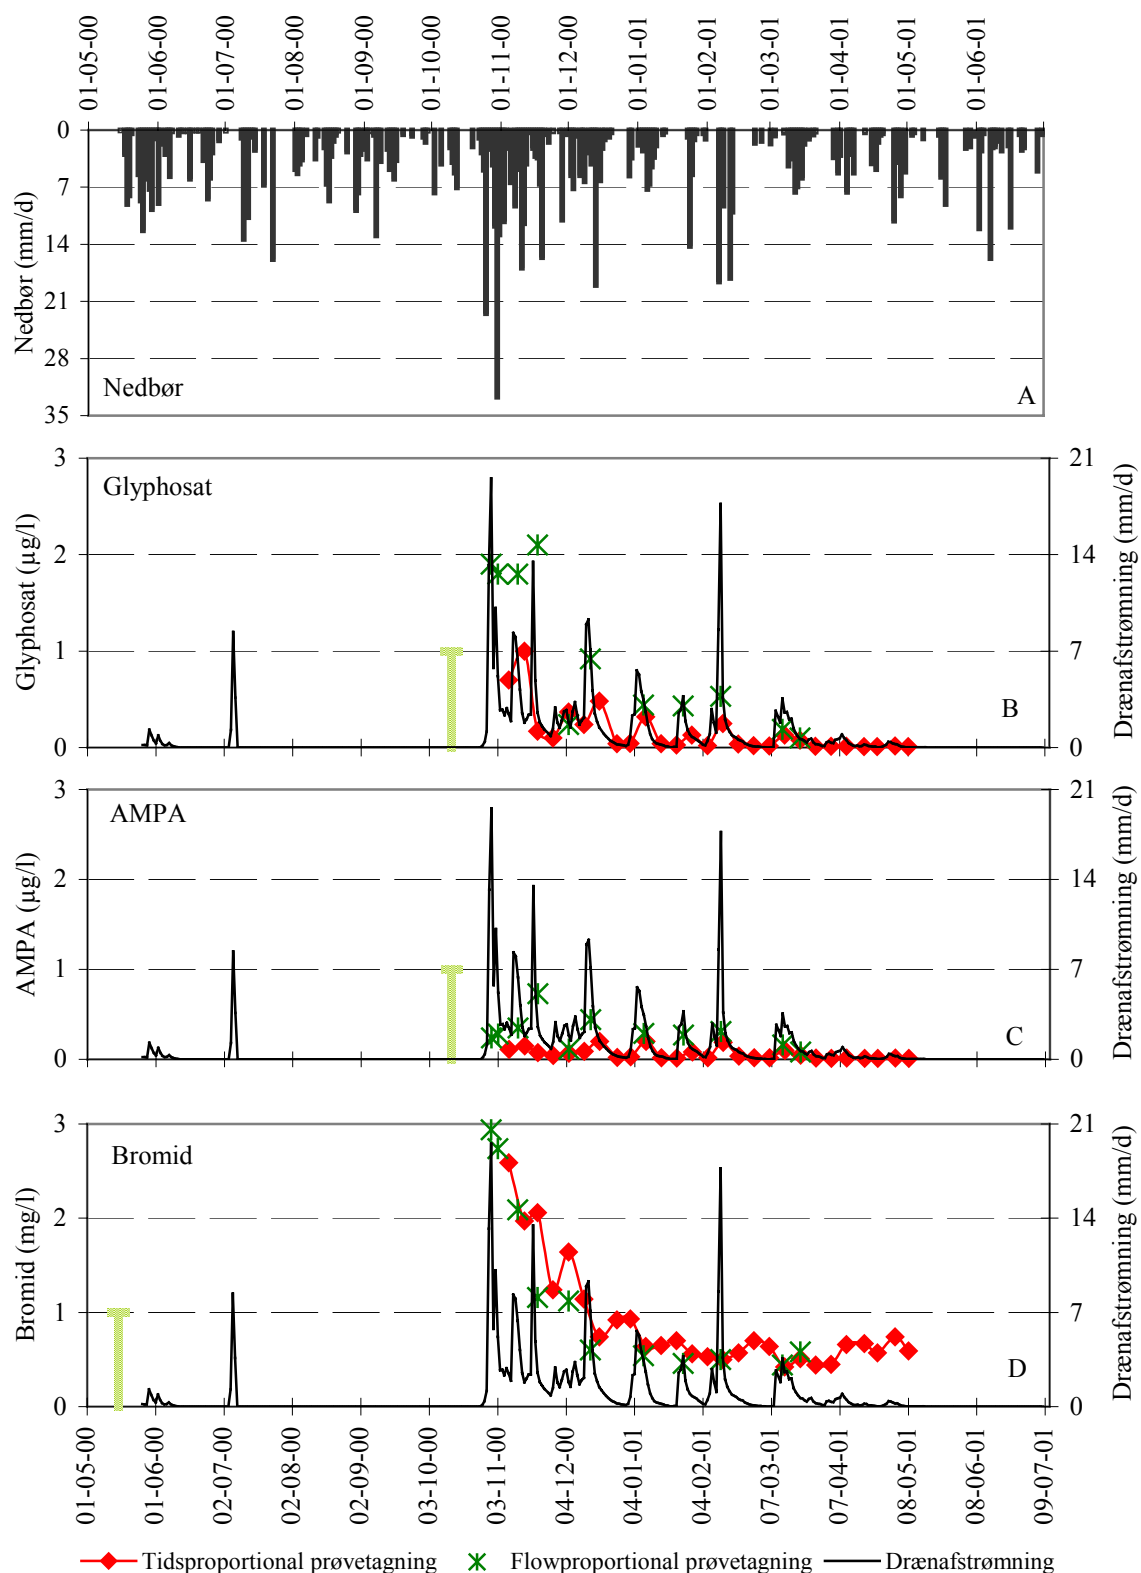 01-05-00 01-06-00 01-07-00 01-08-00 01-09-00 01-10-00 01-11-00 01-12-00 01-01-01 01-02-01 01-03-01 01-04-01 01-05-01 01-06-01
Nedbør (mm/d)
0
7
14
21
28
35
Nedbør
A
Glyphosat (µg/l)
3
2
1
0
Glyphosat
B
21
14
7
0
Drænafstrømning (mm/d)
AMPA (µg/l)
3
2
1
0
AMPA
C
21
14
7
0
Drænafstrømning (mm/d)
Bromid (mg/l)
3
2
1
0
Bromid
D
21
14
7
0
Drænafstrømning (mm/d)
01-05-00 01-06-00 02-07-00 02-08-00 02-09-00 03-10-00 03-11-00 04-12-00 04-01-01 04-02-01 07-03-01 07-04-01 08-05-01 08-06-01 09-07-01
Tidsproportional prøvetagning Flowproportional prøvetagning Drænafstrømning